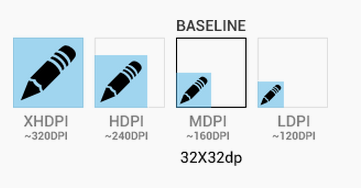 BASELINE
XHDPI HDPI MDPI LDPI
~320DPI ~240DPI ~160DPI ~120DPI
32X32dp